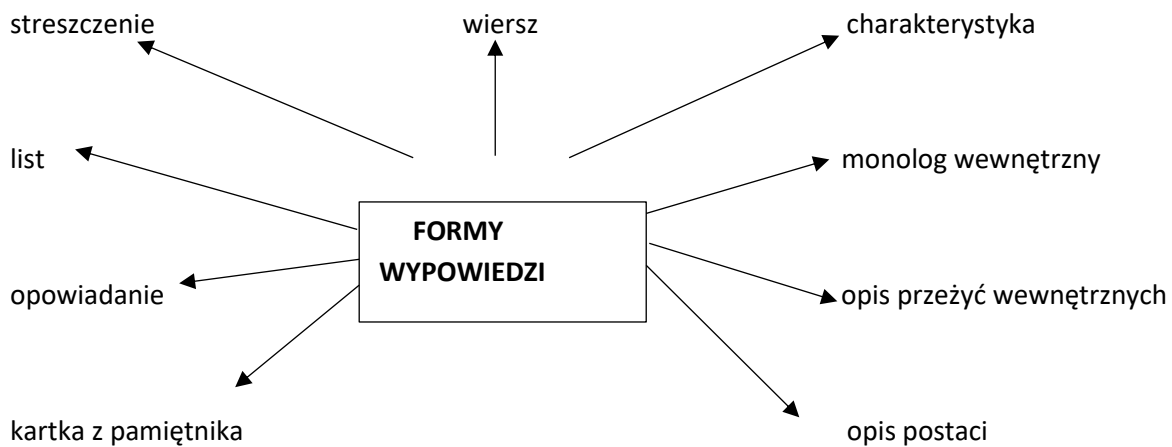 streszczenie
wiersz
charakterystyka
list
monolog wewnętrzny
FORMY
WYPOWIEDZI
opowiadanie
opis przeżyć wewnętrznych
kartka z pamiętnika
opis postaci